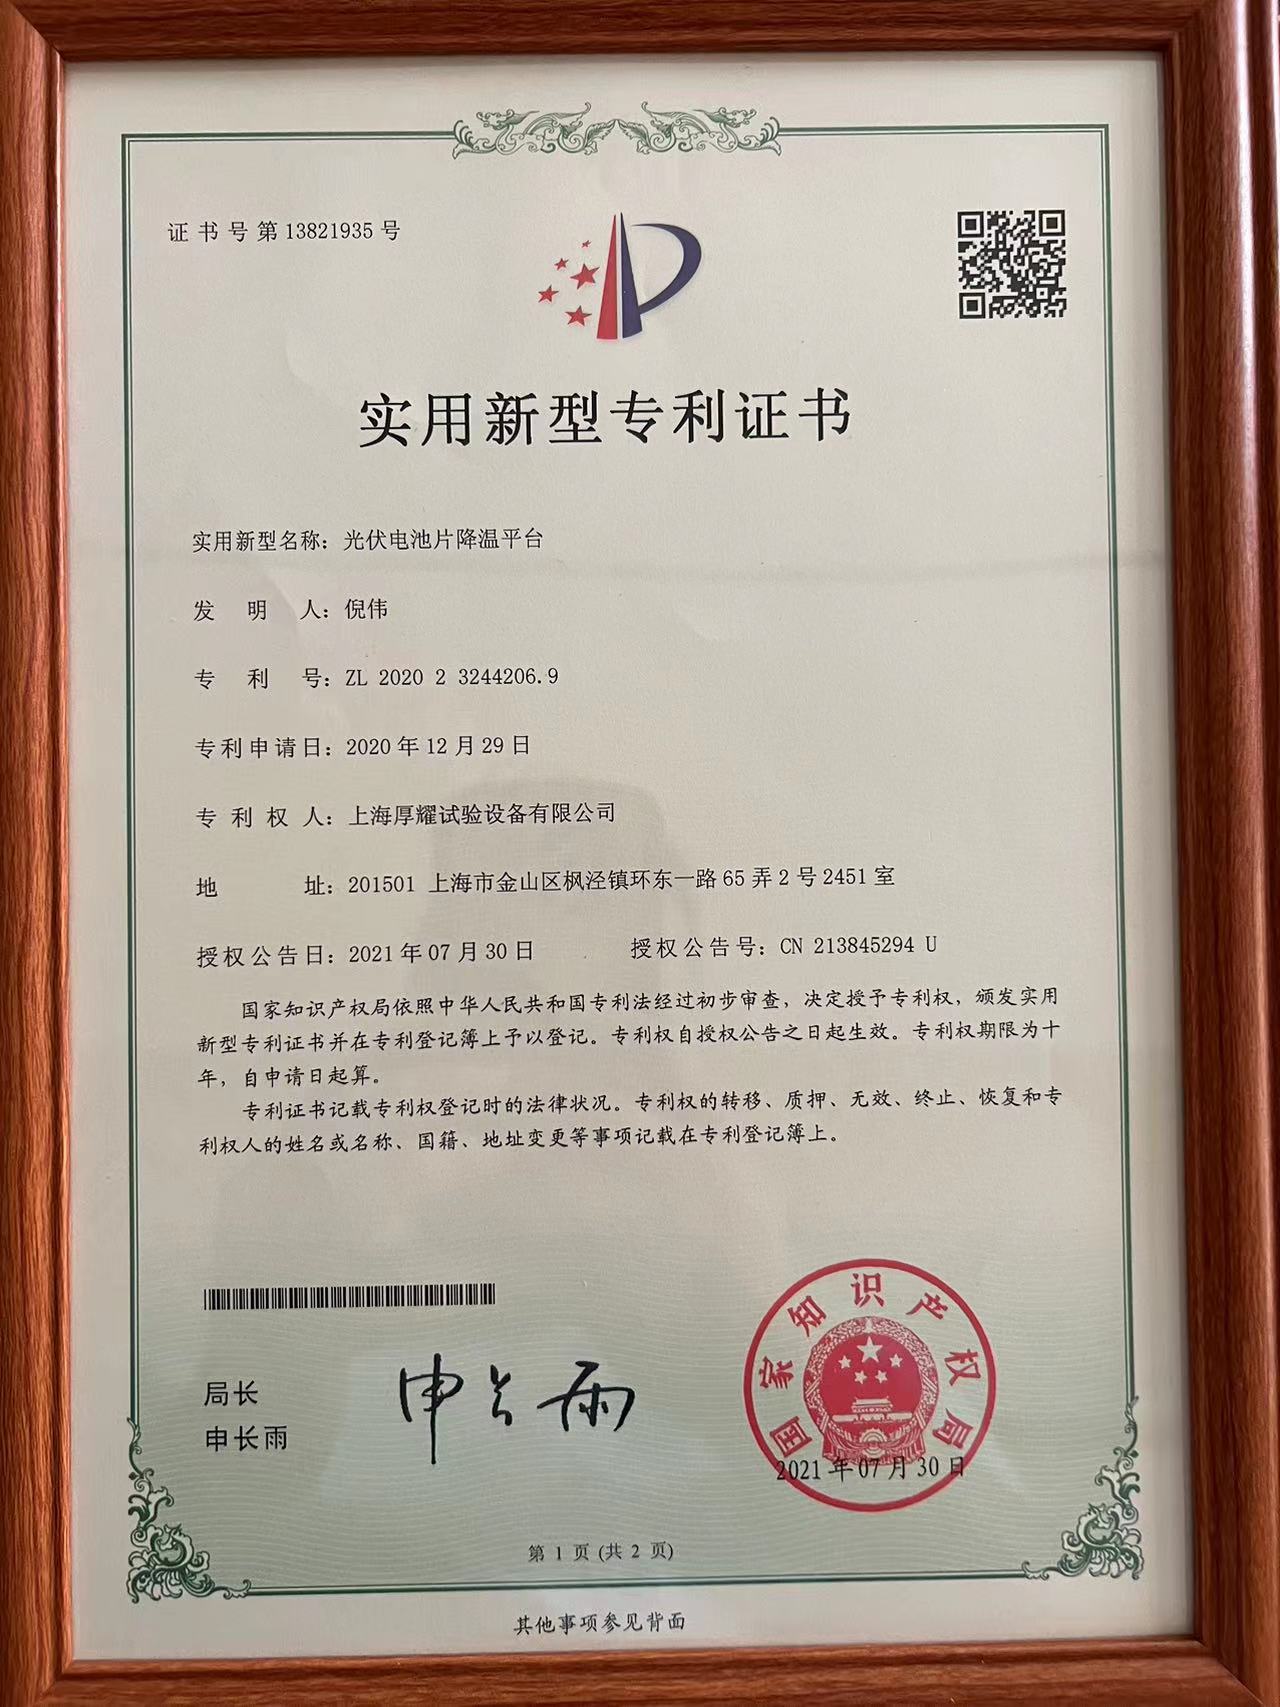 证书号第13821935号
实用新型专利证书
实用新型名称：光伏电池片降温平台
发明人：倪伟
专利号：ZL 2020 2 3244206.9
专利申请日：2020年12月29日
专利权人：上海厚耀试验设备有限公司
地址：201501 上海市金山区枫泾镇环东一路65弄2号2451室
授权公告日：2021年07月30日 授权公告号：CN 213845294 U
国家知识产权局依照中华人民共和国专利法经过初步审查，决定授予专利权，颁发实用
新型专利证书并在专利登记簿上予以登记。专利权自授权公告之日起生效。专利权期限为十
年，自申请日起算。
专利证书记载专利权登记时的法律状况。专利权的转移、质押、无效、终止、恢复和专
利权人的姓名或名称、国籍、地址变更等事项记载在专利登记簿上。
局长
申长雨
申长雨
国家知识产权局
2021年07月30日
第 1 页 (共 2 页)
其他事项参见背面